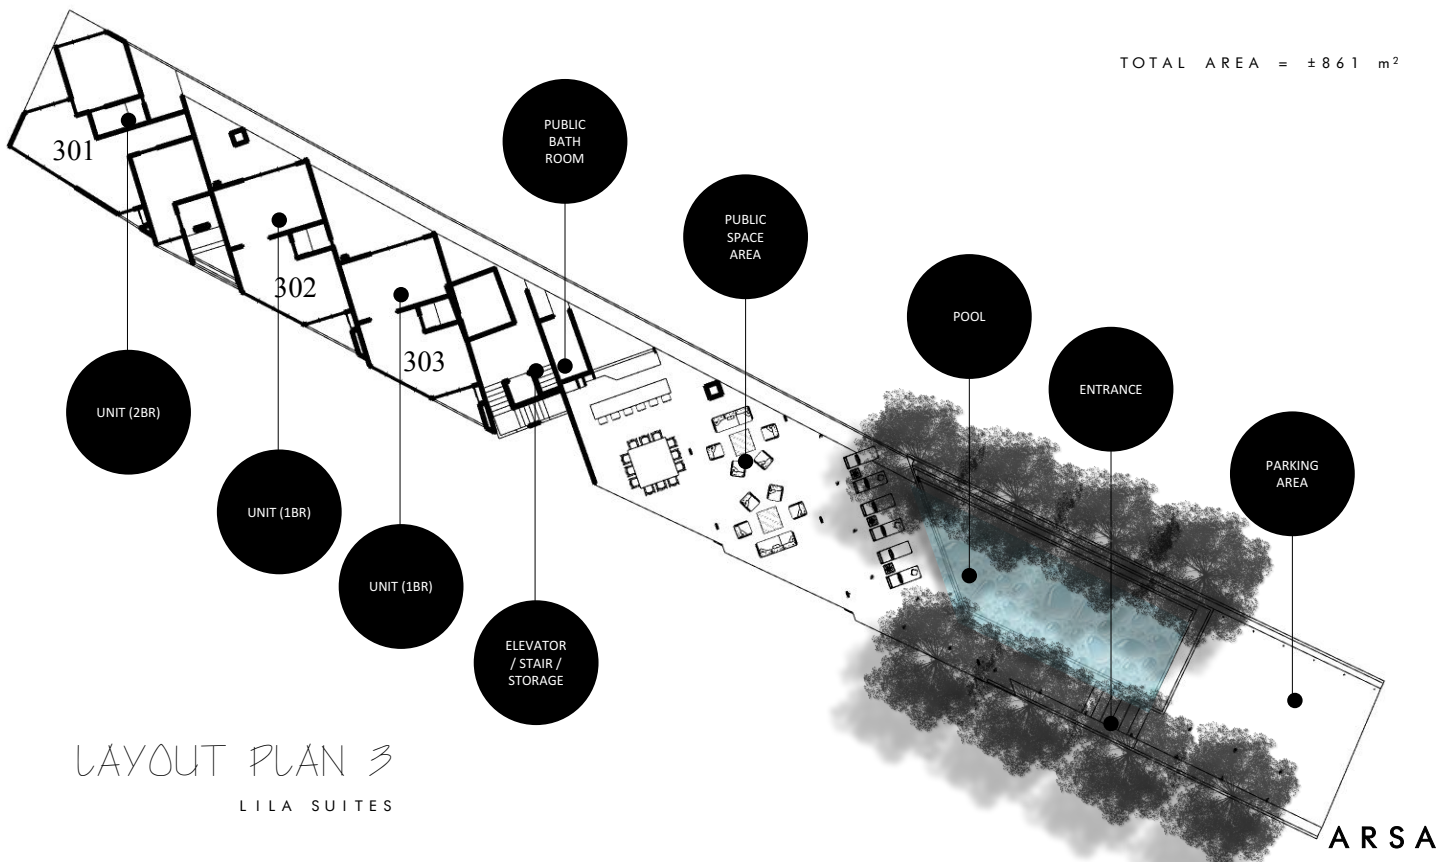 TOTAL AREA = ±861 m²
PUBLIC
BATH
ROOM
301
PUBLIC
SPACE
AREA
302
POOL
303
ENTRANCE
UNIT (2BR)
PARKING
AREA
UNIT (1BR)
UNIT (1BR)
ELEVATOR
/ STAIR /
STORAGE
LAYOUT PLAN 3
LILA SUITES
ARSA